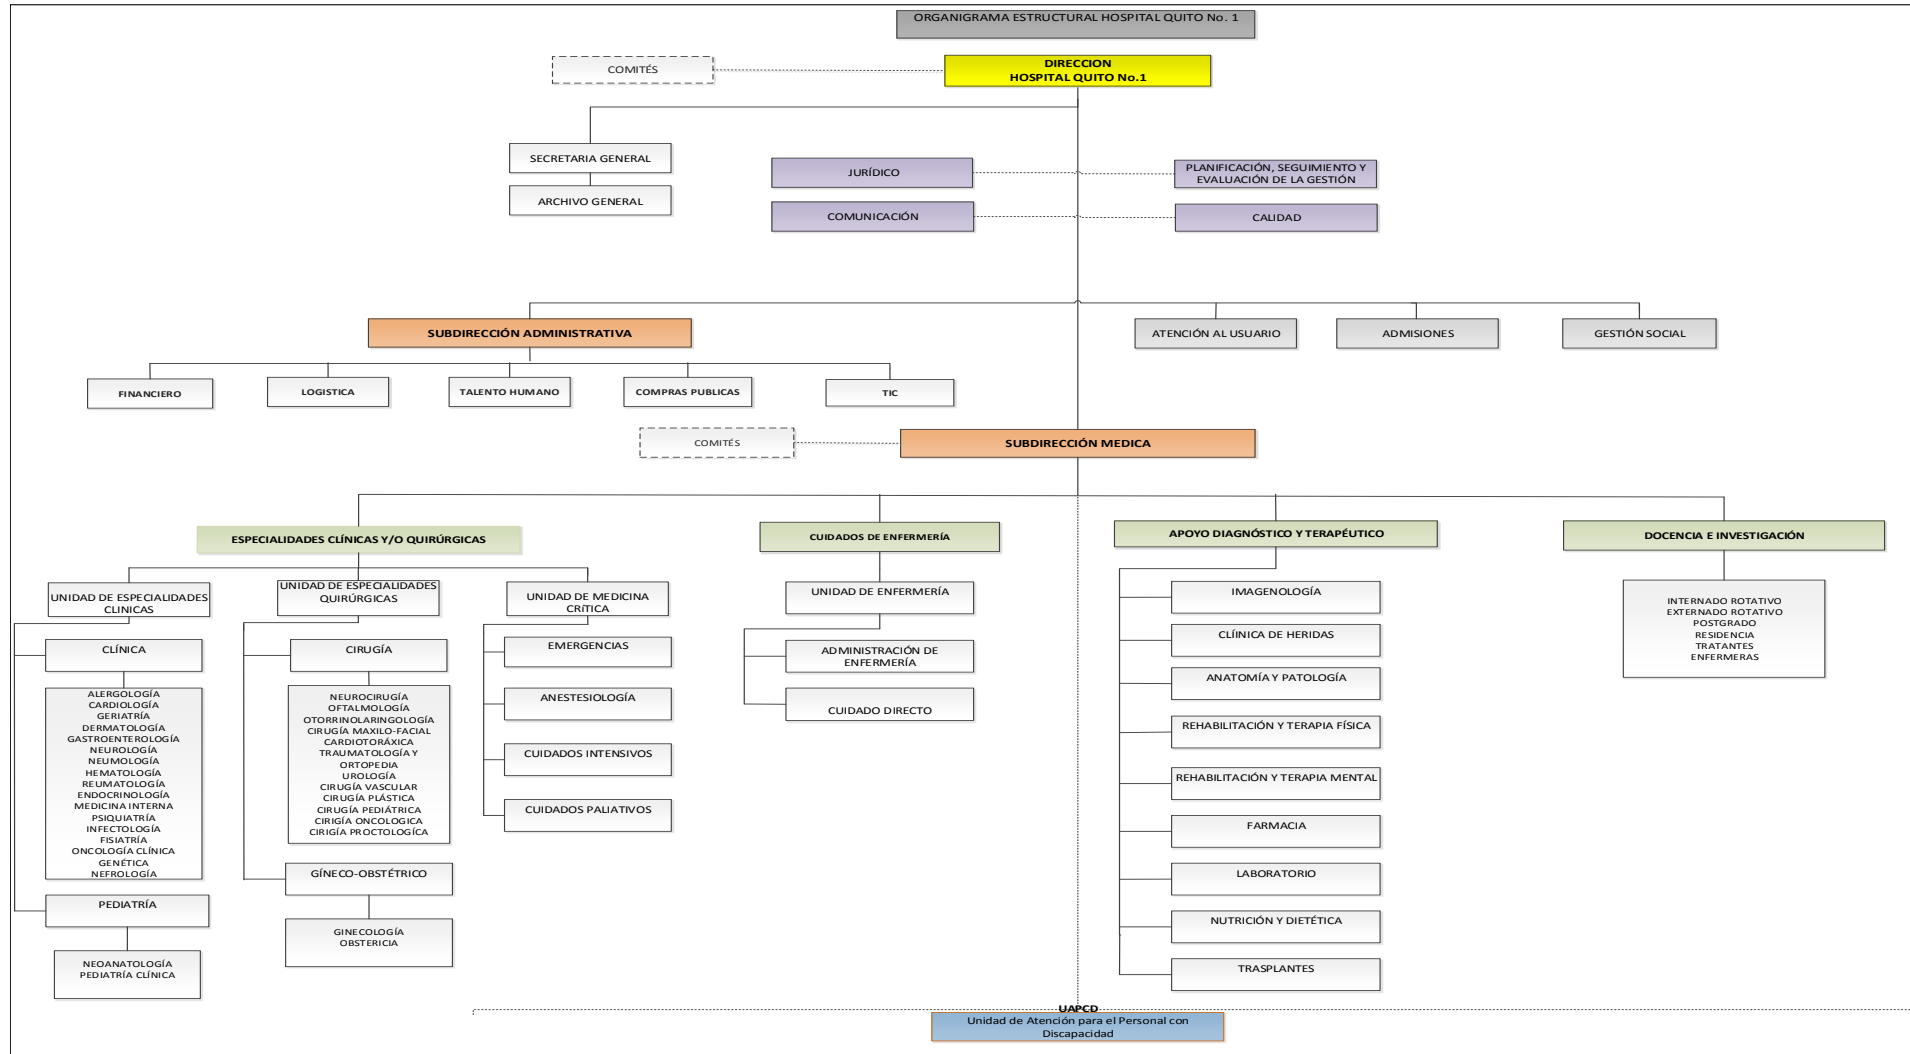 ORGANIGRAMA ESTRUCTURAL HOSPITAL QUITO No. 1
COMITÉS
DIRECCION
HOSPITAL QUITO No.1
SECRETARIA GENERAL
ARCHIVO GENERAL
JURÍDICO
PLANIFICACIÓN, SEGUIMIENTO Y
EVALUACIÓN DE LA GESTIÓN
COMUNICACIÓN
CALIDAD
SUBDIRECCIÓN ADMINISTRATIVA
ATENCIÓN AL USUARIO
ADMISIONES
GESTIÓN SOCIAL
FINANCIERO
LOGISTICA
TALENTO HUMANO
COMPRAS PUBLICAS
TIC
COMITÉS
SUBDIRECCIÓN MEDICA
ESPECIALIDADES CLÍNICAS Y/O QUIRÚRGICAS
CUIDADOS DE ENFERMERÍA
APOYO DIAGNÓSTICO Y TERAPÉUTICO
DOCENCIA E INVESTIGACIÓN
UNIDAD DE ESPECIALIDADES
CLINICAS
CLÍNICA
ALERGOLOGÍA
CARDIOLOGÍA
GERIATRÍA
DERMATOLOGÍA
GASTROENTEROLOGÍA
NEUROLOGÍA
NEUMOLOGÍA
HEMATOLOGÍA
REUMATOLOGÍA
ENDOCRINOLOGÍA
MEDICINA INTERNA
PSIQUIATRÍA
INFECTOLOGÍA
FISIATRÍA
ONCOLOGÍA CLÍNICA
GENÉTICA
NEFROLOGÍA
PEDIATRÍA
NEOANATOLOGÍA
PEDIATRÍA CLÍNICA
UNIDAD DE ESPECIALIDADES
QUIRÚRGICAS
CIRUGÍA
NEUROCIRUGÍA
OFTALMOLOGÍA
OTORRINOLARINGOLOGÍA
CIRUGÍA MAXILO-FACIAL
CARDIOTORÁXICA
TRAUMATOLOGÍA Y
ORTOPEDIA
UROLOGÍA
CIRUGÍA VASCULAR
CIRUGÍA PLÁSTICA
CIRUGÍA PEDIÁTRICA
CIRIGÍA ONCOLOGICA
CIRIGÍA PROCTOLOGÍCA
GÍNECO-OBSTÉTRICO
GINECOLOGÍA
OBSTERICIA
UNIDAD DE MEDICINA
CRíTICA
EMERGENCIAS
ANESTESIOLOGÍA
CUIDADOS INTENSIVOS
CUIDADOS PALIATIVOS
UNIDAD DE ENFERMERÍA
ADMINISTRACIÓN DE
ENFERMERÍA
CUIDADO DIRECTO
IMAGENOLOGÍA
CLÍINICA DE HERIDAS
ANATOMÍA Y PATOLOGÍA
REHABILITACIÓN Y TERAPIA FÍSICA
REHABILITACIÓN Y TERAPIA MENTAL
FARMACIA
LABORATORIO
NUTRICIÓN Y DIETÉTICA
TRASPLANTES
INTERNADO ROTATIVO
EXTERNADO ROTATIVO
POSTGRADO
RESIDENCIA
TRATANTES
ENFERMERAS
UAPCD
Unidad de Atención para el Personal con
Discapacidad